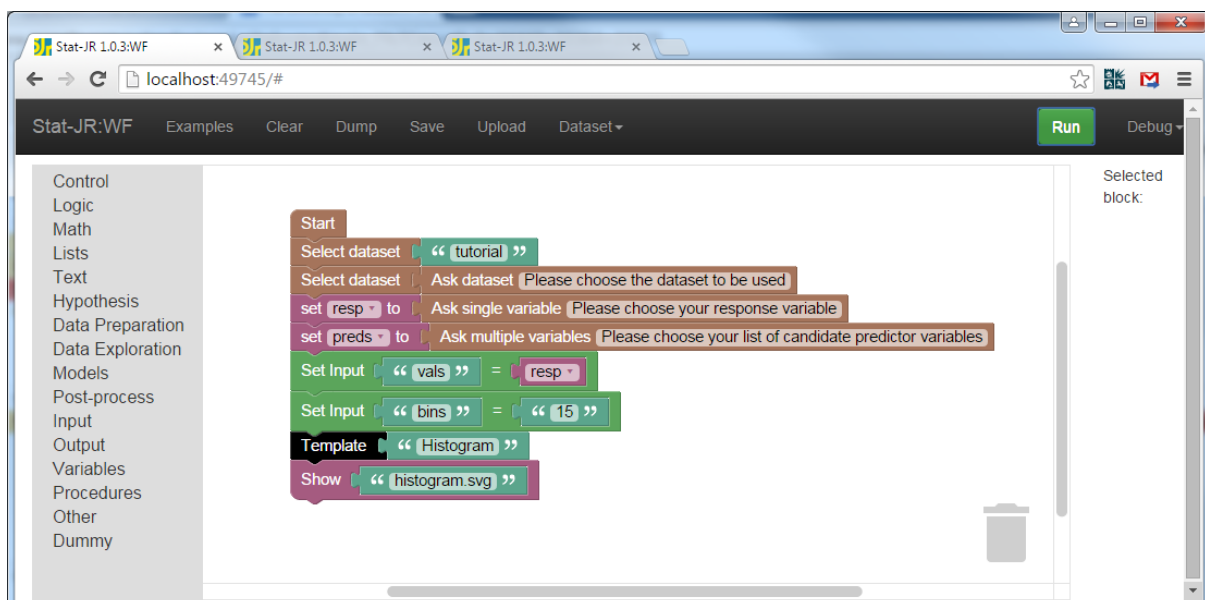 Stat-JR 1.0.3:WF × Stat-JR 1.0.3:WF × Stat-JR 1.0.3:WF ×
localhost:49745/#
Stat-JR:WF Examples Clear Dump Save Upload Dataset Run Debug
Control
Logic
Math
Lists
Text
Hypothesis
Data Preparation
Data Exploration
Models
Post-process
Input
Output
Variables
Procedures
Other
Dummy
Start
Select dataset “ tutorial ”
Select dataset Ask dataset Please choose the dataset to be used
set resp to Ask single variable Please choose your response variable
set preds to Ask multiple variables Please choose your list of candidate predictor variables
Set Input “ vals ” = resp
Set Input “ bins ” = “ 15 ”
Template “ Histogram ”
Show “ histogram.svg ”
Selected
block: